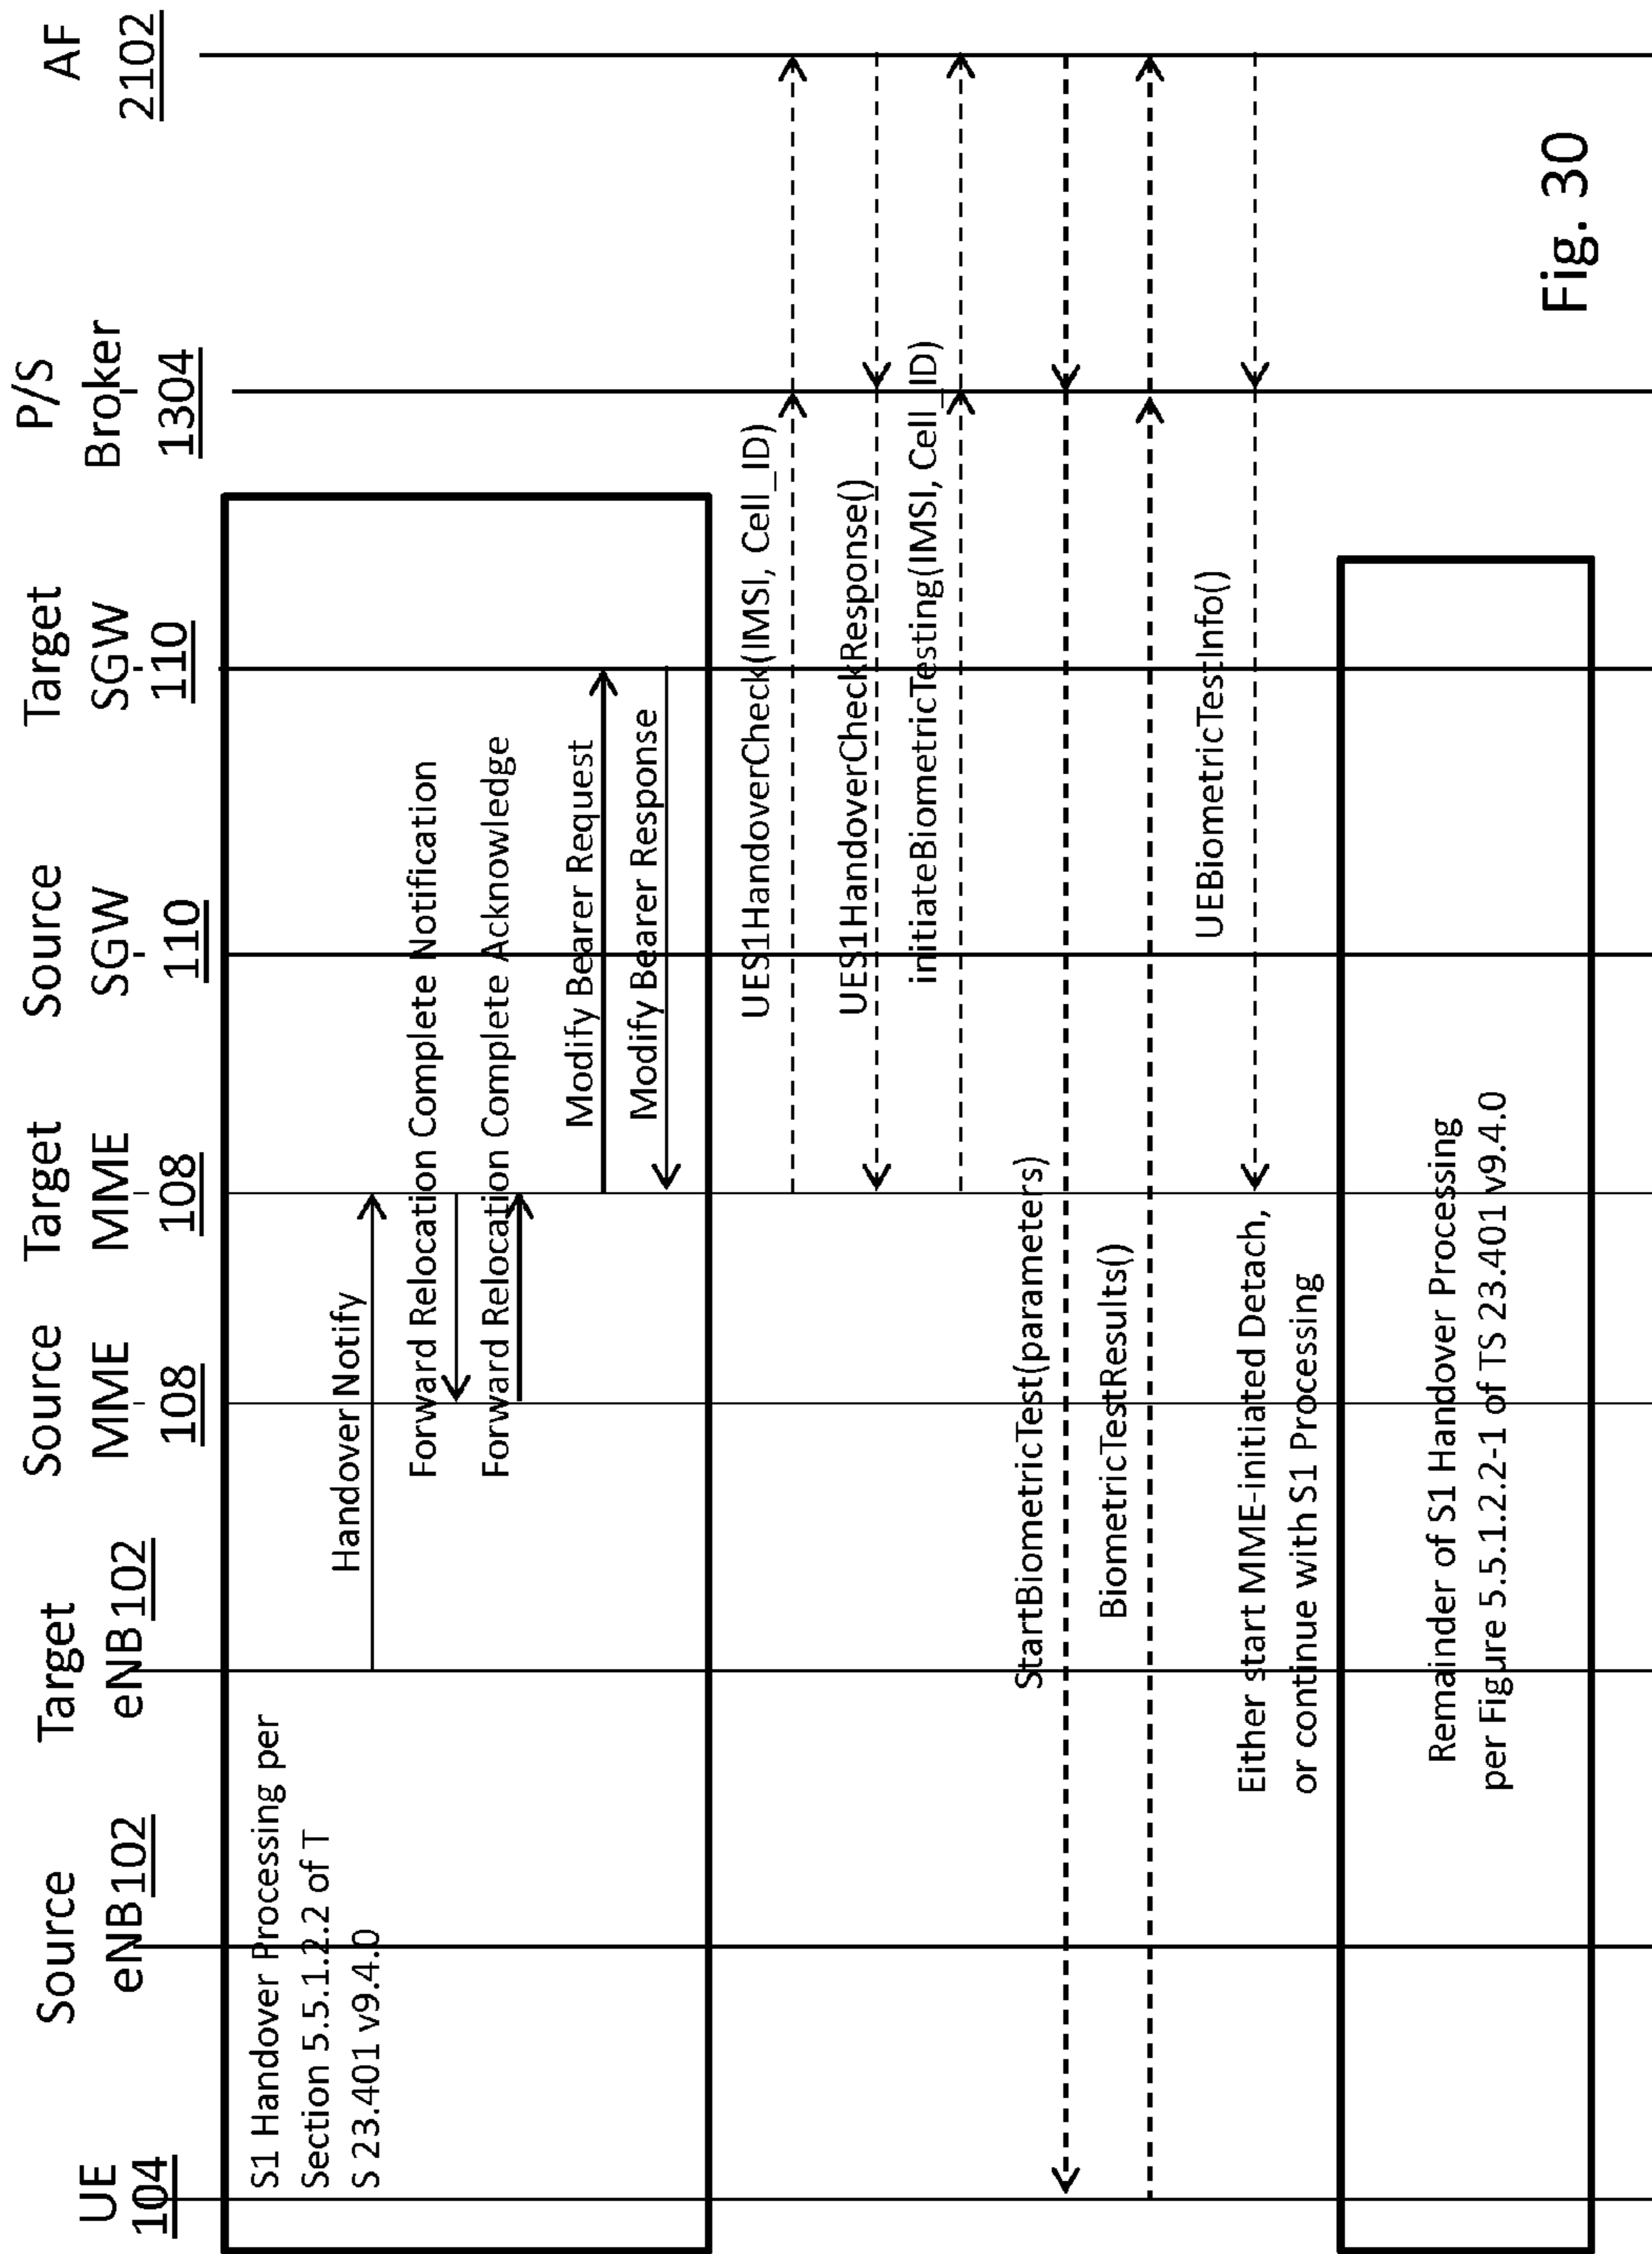 UE
104
Source
eNB 102
Target
eNB 102
Source
MME
108
Target
MME
108
Source
SGW
110
Target
SGW
110
P/S
Broker
1304
AF
2102
S1 Handover Processing per
Section 5.5.1.2.2 of T
S 23.401 v9.4.0
Handover Notify
Forward Relocation Complete Notification
Forward Relocation Complete Acknowledge
Modify Bearer Request
Modify Bearer Response
UES1HandoverCheck(IMSI, Cell_ID)
UES1HandoverCheckResponse()
initiateBiometricTesting(IMSI, Cell_ID)
StartBiometricTest(parameters)
BiometricTestResults()
UEBiometricTestInfo()
Either start MME-initiated Detach,
or continue with S1 Processing
Remainder of S1 Handover Processing
per Figure 5.5.1.2.2-1 of TS 23.401 v9.4.0
Fig. 30